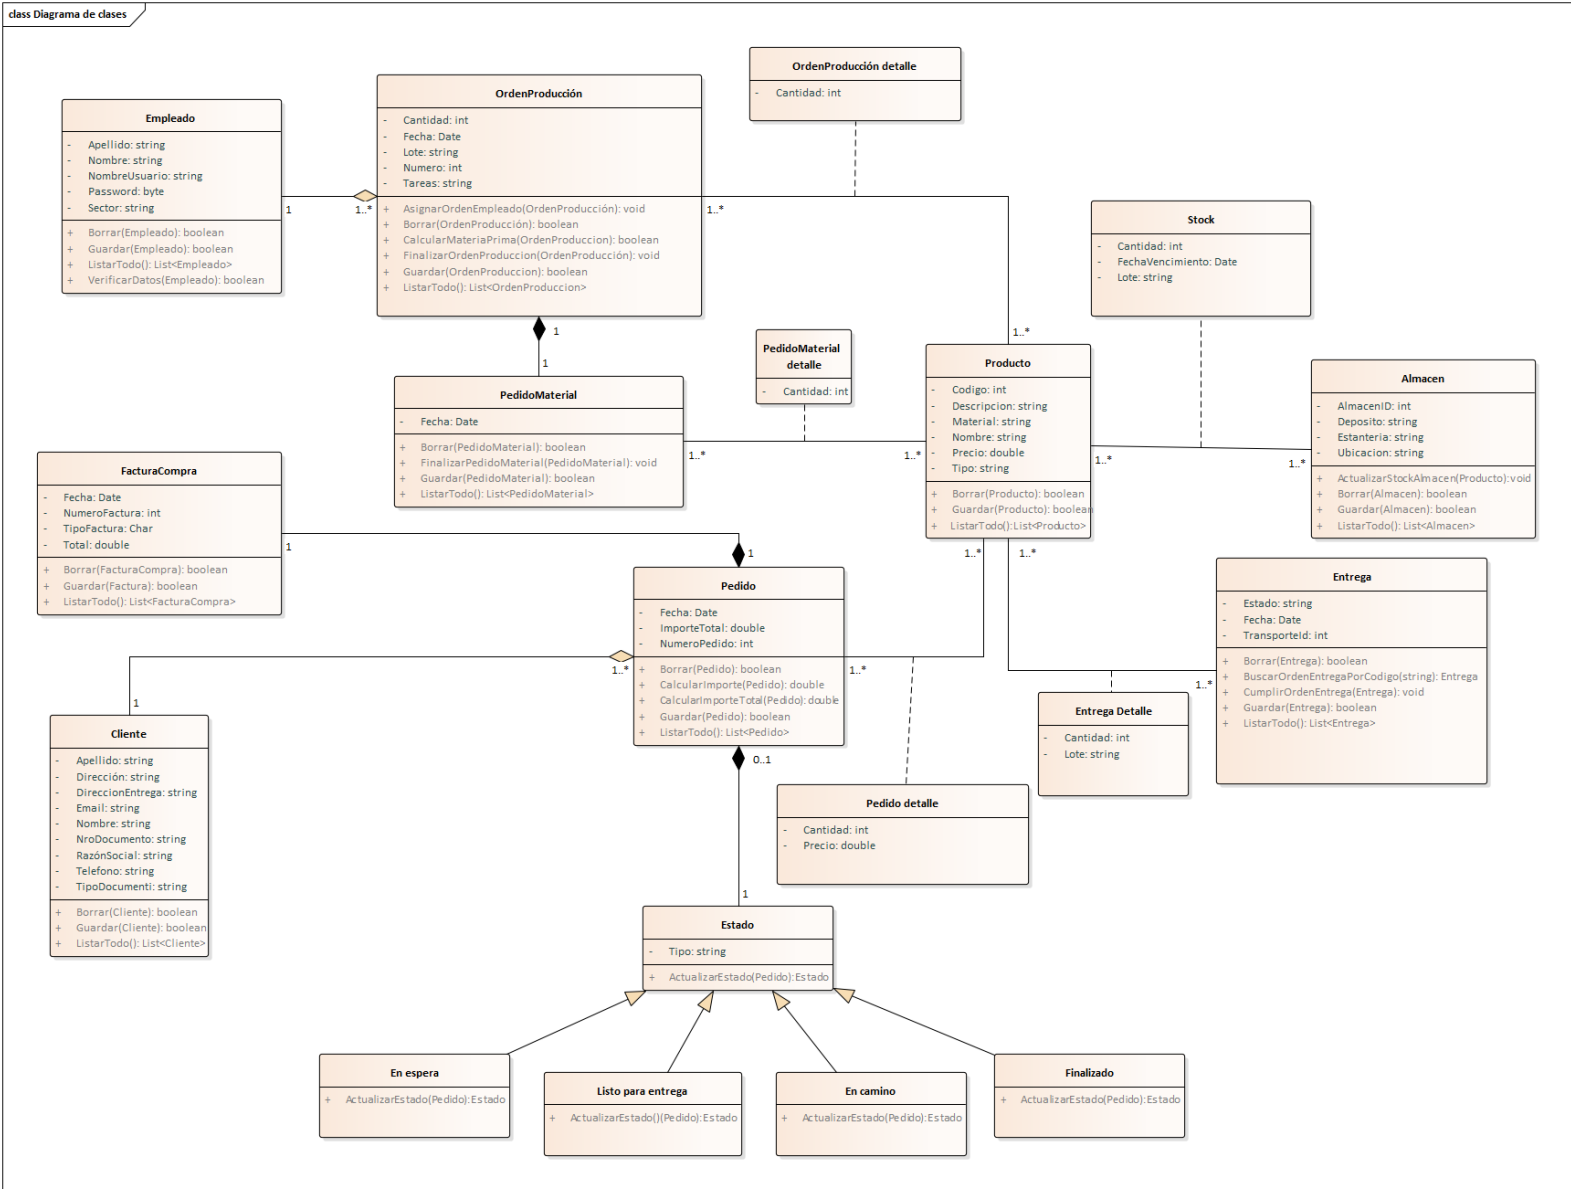 class Diagrama de clases
OrdenProducción detalle
- Cantidad: int
OrdenProducción
- Cantidad: int
- Fecha: Date
- Lote: string
- Numero: int
- Tareas: string
+ AsignarOrdenEmpleado(OrdenProducción): void
+ Borrar(OrdenProducción): boolean
+ CalcularMateriaPrima(OrdenProduccion): boolean
+ FinalizarOrdenProduccion(OrdenProducción): void
+ Guardar(OrdenProduccion): boolean
+ ListarTodo(): List<OrdenProduccion>
Empleado
- Apellido: string
- Nombre: string
- NombreUsuario: string
- Password: byte
- Sector: string
+ Borrar(Empleado): boolean
+ Guardar(Empleado): boolean
+ ListarTodo(): List<Empleado>
+ VerificarDatos(Empleado): boolean
1
1..*
1..*
1..*
Stock
- Cantidad: int
- FechaVencimiento: Date
- Lote: string
1
1
PedidoMaterial
detalle
- Cantidad: int
Producto
- Codigo: int
- Descripcion: string
- Material: string
- Nombre: string
- Precio: double
- Tipo: string
+ Borrar(Producto): boolean
+ Guardar(Producto): boolean
+ ListarTodo():List<Producto>
Almacen
- AlmacenID: int
- Deposito: string
- Estanteria: string
- Ubicacion: string
+ ActualizarStockAlmacen(Producto):void
+ Borrar(Almacen): boolean
+ Guardar(Almacen): boolean
+ ListarTodo(): List<Almacen>
PedidoMaterial
- Fecha: Date
+ Borrar(PedidoMaterial): boolean
+ FinalizarPedidoMaterial(PedidoMaterial): void
+ Guardar(PedidoMaterial): boolean
+ ListarTodo(): List<PedidoMaterial>
1..*
1..*
1..*
1..*
FacturaCompra
- Fecha: Date
- NumeroFactura: int
- TipoFactura: Char
- Total: double
+ Borrar(FacturaCompra): boolean
+ Guardar(Factura): boolean
+ ListarTodo(): List<FacturaCompra>
1
1
1..*
1..*
Pedido
- Fecha: Date
- ImporteTotal: double
- NumeroPedido: int
+ Borrar(Pedido): boolean
+ CalcularImporte(Pedido): double
+ CalcularImporteTotal(Pedido): double
+ Guardar(Pedido): boolean
+ ListarTodo(): List<Pedido>
Entrega
- Estado: string
- Fecha: Date
- TransporteId: int
+ Borrar(Entrega): boolean
+ BuscarOrdenEntregaPorCodigo(string): Entrega
+ CumplirOrdenEntrega(Entrega): void
+ Guardar(Entrega): boolean
+ ListarTodo(): List<Entrega>
1..*
1..*
1..*
1
0..1
Entrega Detalle
- Cantidad: int
- Lote: string
Cliente
- Apellido: string
- Dirección: string
- DireccionEntrega: string
- Email: string
- Nombre: string
- NroDocumento: string
- RazónSocial: string
- Telefono: string
- TipoDocumenti: string
+ Borrar(Cliente): boolean
+ Guardar(Cliente): boolean
+ ListarTodo(): List<Cliente>
Pedido detalle
- Cantidad: int
- Precio: double
1
Estado
- Tipo: string
+ ActualizarEstado(Pedido):Estado
En espera
+ ActualizarEstado(Pedido):Estado
Listo para entrega
+ ActualizarEstado()(Pedido):Estado
En camino
+ ActualizarEstado(Pedido):Estado
Finalizado
+ ActualizarEstado(Pedido):Estado